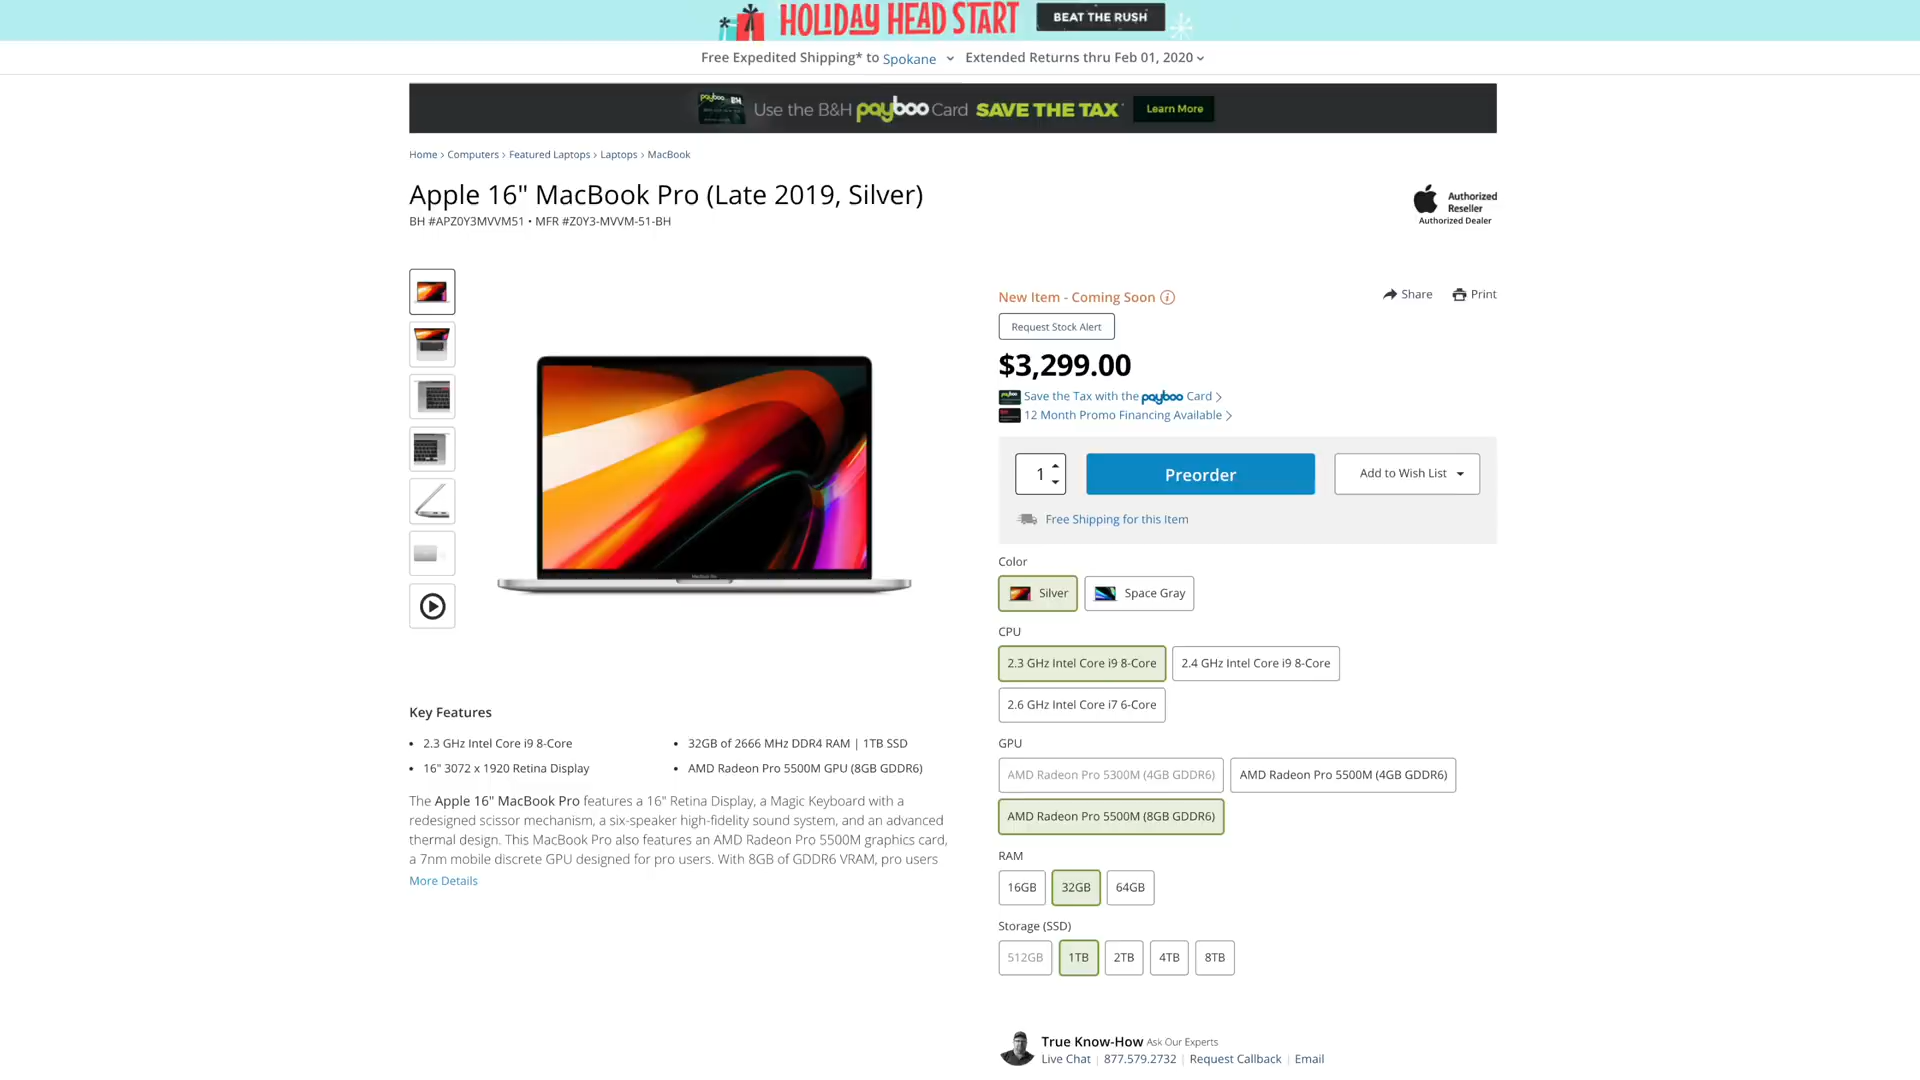 HOLIDAY HEAD START BEAT THE RUSH
Free Expedited Shipping* to Spokane Extended Returns thru Feb 01, 2020
Use the B&H payboo Card SAVE THE TAX* Learn More
Home › Computers › Featured Laptops › Laptops › MacBook
Apple 16" MacBook Pro (Late 2019, Silver)
BH #APZ0Y3MVVM51 • MFR #Z0Y3-MVVM-51-BH
Authorized
Reseller
Authorized Dealer
New Item - Coming Soon
Share Print
Request Stock Alert
$3,299.00
Save the Tax with the payboo Card
12 Month Promo Financing Available
1 Preorder Add to Wish List
Free Shipping for this Item
Color
Silver Space Gray
CPU
2.3 GHz Intel Core i9 8-Core 2.4 GHz Intel Core i9 8-Core
2.6 GHz Intel Core i7 6-Core
GPU
AMD Radeon Pro 5300M (4GB GDDR6) AMD Radeon Pro 5500M (4GB GDDR6)
AMD Radeon Pro 5500M (8GB GDDR6)
RAM
16GB 32GB 64GB
Storage (SSD)
512GB 1TB 2TB 4TB 8TB
Key Features
• 2.3 GHz Intel Core i9 8-Core
• 16" 3072 x 1920 Retina Display
• 32GB of 2666 MHz DDR4 RAM | 1TB SSD
• AMD Radeon Pro 5500M GPU (8GB GDDR6)
The Apple 16" MacBook Pro features a 16" Retina Display, a Magic Keyboard with a
redesigned scissor mechanism, a six-speaker high-fidelity sound system, and an advanced
thermal design. This MacBook Pro also features an AMD Radeon Pro 5500M graphics card,
a 7nm mobile discrete GPU designed for pro users. With 8GB of GDDR6 VRAM, pro users
More Details
True Know-How Ask Our Experts
Live Chat | 877.579.2732 | Request Callback | Email